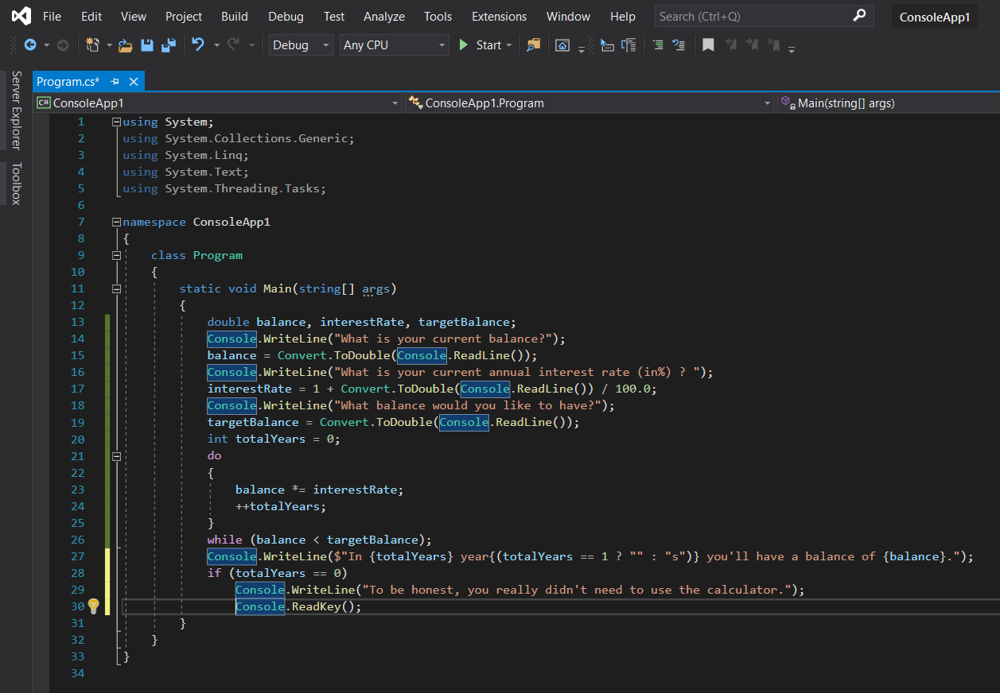 File Edit View Project Build Debug Test Analyze Tools Extensions Window Help Search (Ctrl+Q) ConsoleApp1
Debug Any CPU Start
Server Explorer
Toolbox
Program.cs*
C# ConsoleApp1 ConsoleApp1.Program Main(string[] args)
1 using System;
2 using System.Collections.Generic;
3 using System.Linq;
4 using System.Text;
5 using System.Threading.Tasks;
6
7 namespace ConsoleApp1
8 {
9 class Program
10 {
11 static void Main(string[] args)
12 {
13 double balance, interestRate, targetBalance;
14 Console.WriteLine("What is your current balance?");
15 balance = Convert.ToDouble(Console.ReadLine());
16 Console.WriteLine("What is your current annual interest rate (in%) ? ");
17 interestRate = 1 + Convert.ToDouble(Console.ReadLine()) / 100.0;
18 Console.WriteLine("What balance would you like to have?");
19 targetBalance = Convert.ToDouble(Console.ReadLine());
20 int totalYears = 0;
21 do
22 {
23 balance *= interestRate;
24 ++totalYears;
25 }
26 while (balance < targetBalance);
27 Console.WriteLine($"In {totalYears} year{(totalYears == 1 ? "" : "s")} you'll have a balance of {balance}.");
28 if (totalYears == 0)
29 Console.WriteLine("To be honest, you really didn't need to use the calculator.");
30 Console.ReadKey();
31 }
32 }
33 }
34